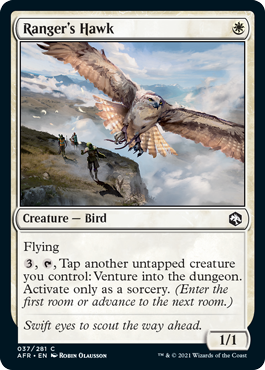 Ranger's Hawk
Creature — Bird
Flying
3, , Tap another untapped creature
you control: Venture into the dungeon.
Activate only as a sorcery. (Enter the
first room or advance to the next room.)
Swift eyes to scout the way ahead.
1/1
037/281 C
AFR • EN Robin Olausson
™ & © 2021 Wizards of the Coast